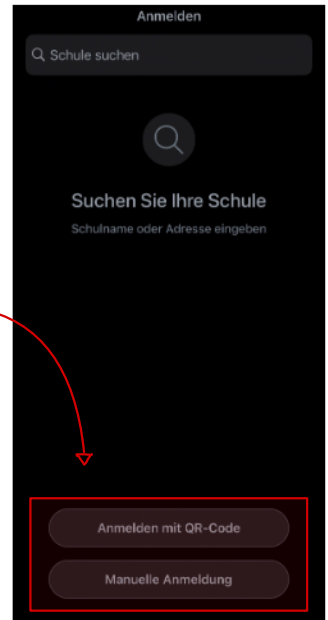 Anmelden
Schule suchen
Suchen Sie Ihre Schule
Schulname oder Adresse eingeben
Anmelden mit QR-Code
Manuelle Anmeldung